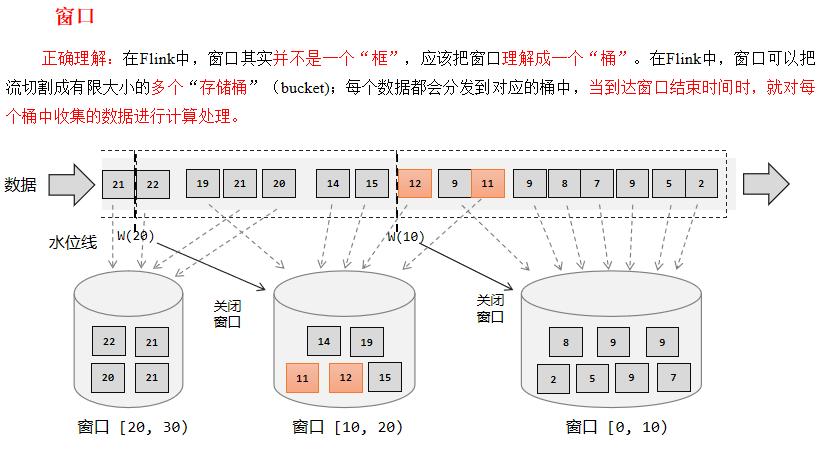 窗口
正确理解：在Flink中，窗口其实并不是一个“框”，应该把窗口理解成一个“桶”。在Flink中，窗口可以把
流切割成有限大小的多个“存储桶”（bucket)；每个数据都会分发到对应的桶中，当到达窗口结束时间时，就对每
个桶中收集的数据进行计算处理。
数据 21 22 19 21 20 14 15 12 9 11 9 8 7 9 5 2
水位线 W(20) W(10)
关闭 关闭
窗口 窗口
22 21 14 19 8 9 9
20 21 11 12 15 2 5 9 7
窗口 [20, 30) 窗口 [10, 20) 窗口 [0, 10)